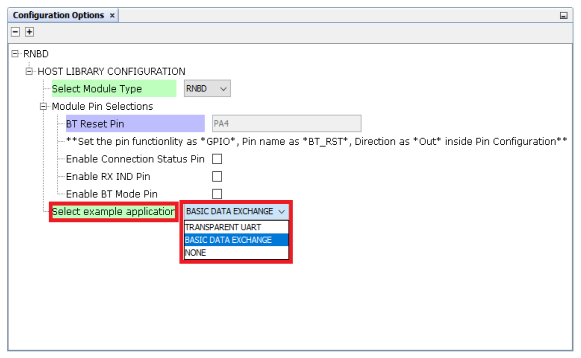 Configuration Options ×
RNBD
HOST LIBRARY CONFIGURATION
Select Module Type RNBD
Module Pin Selections
BT Reset Pin PA4
**Set the pin functionlity as *GPIO*, Pin name as *BT_RST*, Direction as *Out* inside Pin Configuration**
Enable Connection Status Pin
Enable RX IND Pin
Enable BT Mode Pin
Select example application BASIC DATA EXCHANGE
TRANSPARENT UART
BASIC DATA EXCHANGE
NONE